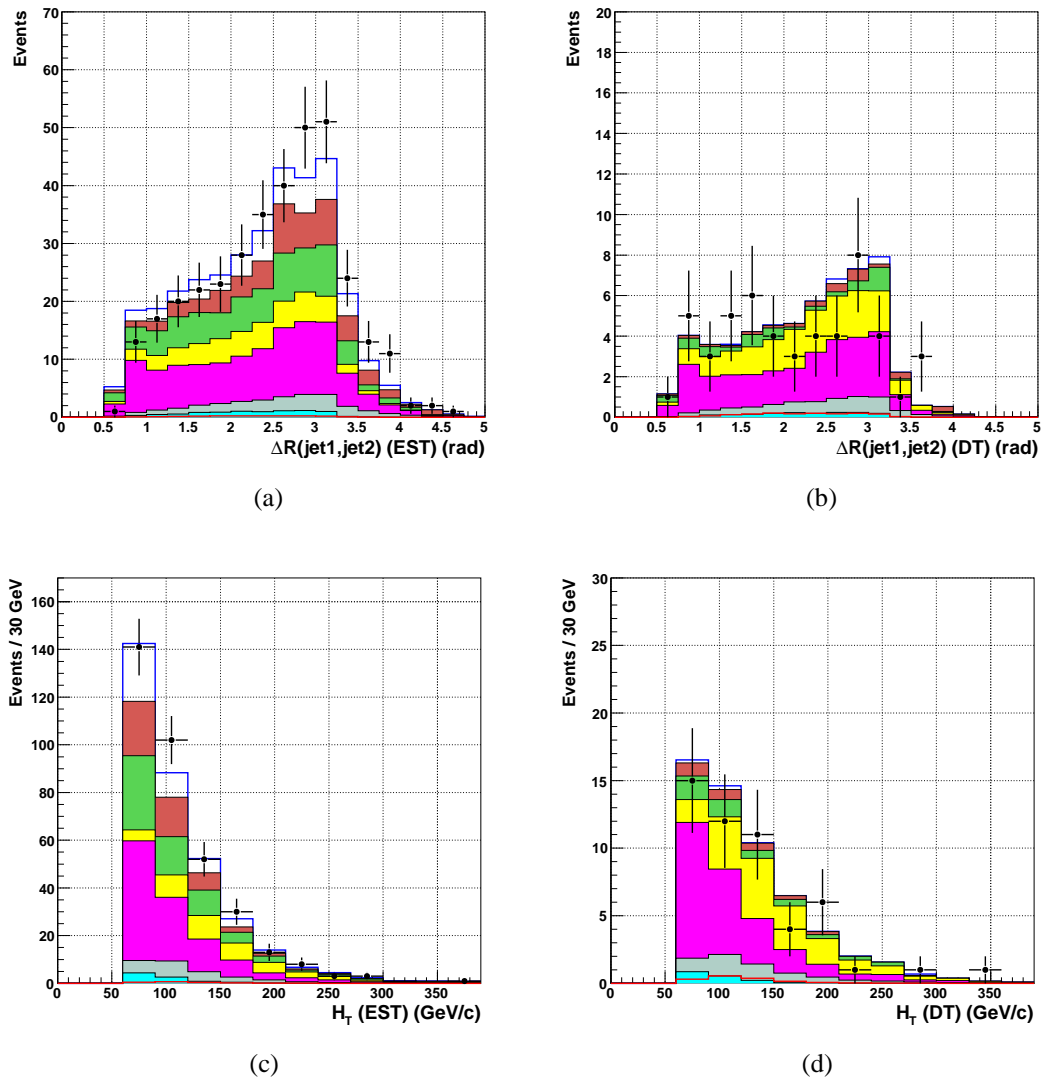 Events
70
60
50
40
30
20
10
0
0 0.5 1 1.5 2 2.5 3 3.5 4 4.5 5
ΔR(jet1,jet2) (EST) (rad)
(a)
Events
20
18
16
14
12
10
8
6
4
2
0
0 0.5 1 1.5 2 2.5 3 3.5 4 4.5 5
ΔR(jet1,jet2) (DT) (rad)
(b)
Events / 30 GeV
160
140
120
100
80
60
40
20
0
0 50 100 150 200 250 300 350
H_T (EST) (GeV/c)
(c)
Events / 30 GeV
30
25
20
15
10
5
0
0 50 100 150 200 250 300 350
H_T (DT) (GeV/c)
(d)